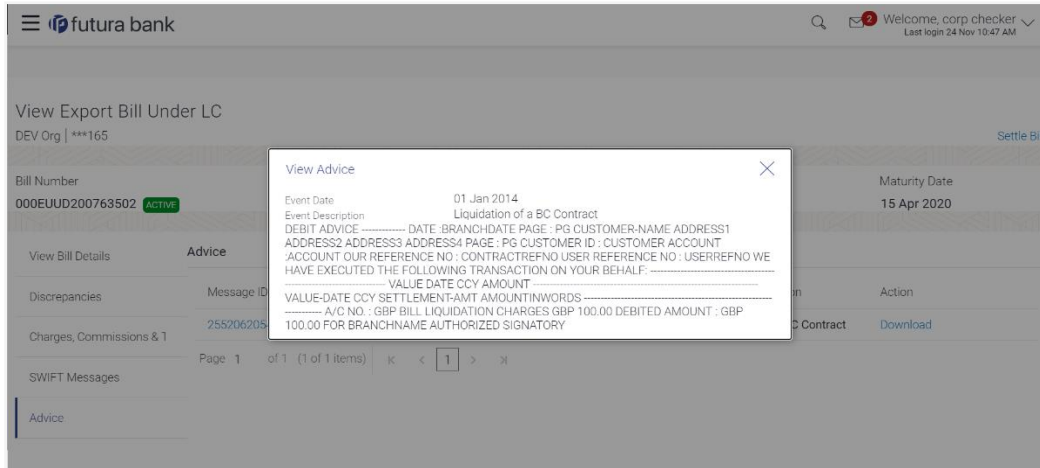 futura bank
2
Welcome, corp checker
Last login 24 Nov 10:47 AM
View Export Bill Under LC
DEV Org | ***165
Settle Bi
Bill Number
000EUUD200763502 ACTIVE
Maturity Date
15 Apr 2020
View Bill Details
Discrepancies
Charges, Commissions & T
SWIFT Messages
Advice
Advice
Message ID
Action
255206205
C Contract
Download
Page 1 of 1 (1 of 1 items) 1
View Advice
Event Date 01 Jan 2014
Event Description Liquidation of a BC Contract
DEBIT ADVICE ------------ DATE :BRANCHDATE PAGE : PG CUSTOMER-NAME ADDRESS1
ADDRESS2 ADDRESS3 ADDRESS4 PAGE : PG CUSTOMER ID : CUSTOMER ACCOUNT
:ACCOUNT OUR REFERENCE NO : CONTRACTREFNO USER REFERENCE NO : USERREFNO WE
HAVE EXECUTED THE FOLLOWING TRANSACTION ON YOUR BEHALF: -----------------------------------
---------------------------- VALUE DATE CCY AMOUNT ---------------------------------------------------------------
VALUE-DATE CCY SETTLEMENT-AMT AMOUNTINWORDS -----------------------------------------------------
---------- A/C NO. : GBP BILL LIQUIDATION CHARGES GBP 100.00 DEBITED AMOUNT : GBP
100.00 FOR BRANCHNAME AUTHORIZED SIGNATORY